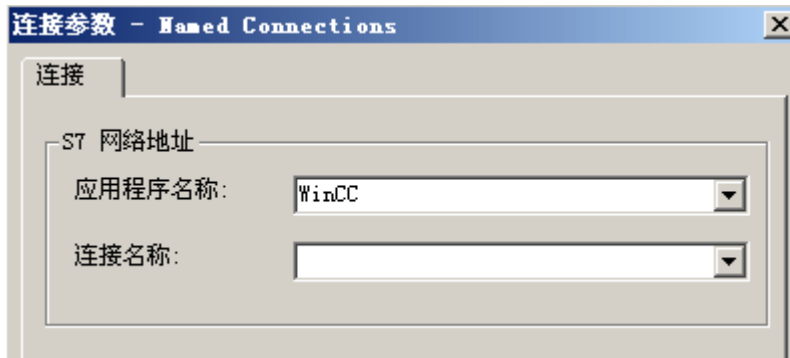 连接参数 - Named Connections
连接
S7 网络地址
应用程序名称:
WinCC
连接名称: